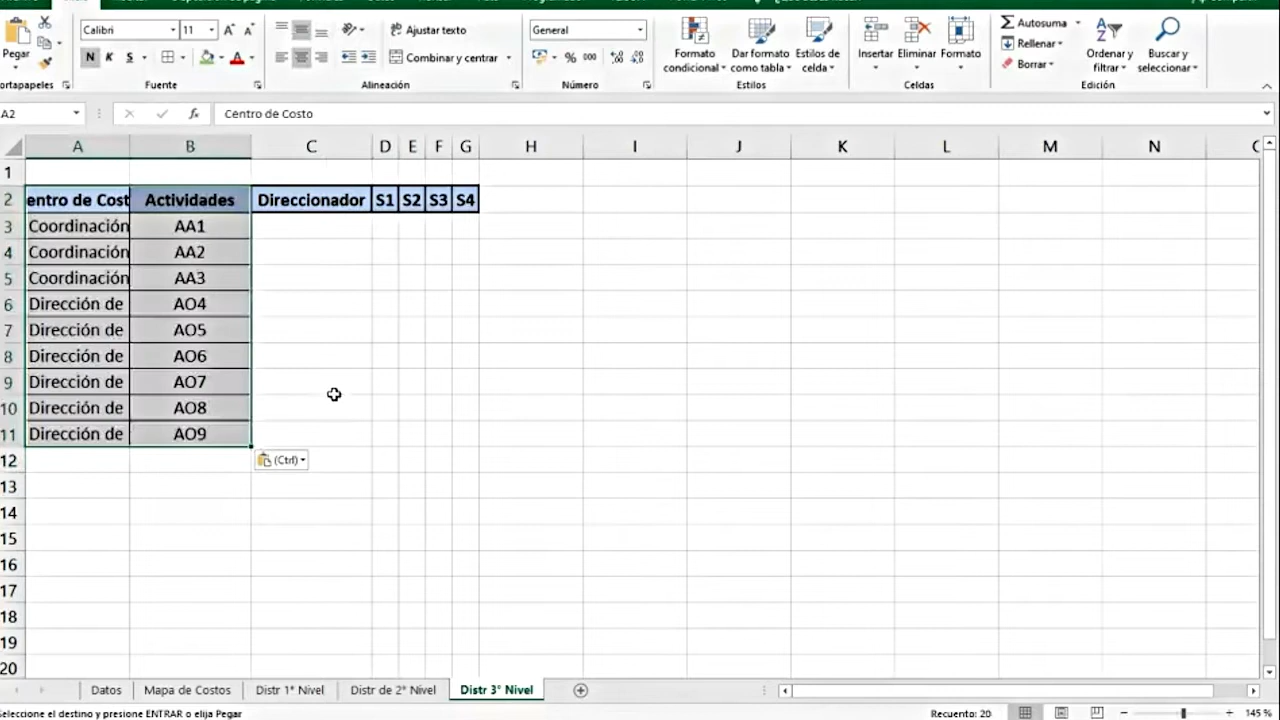 Pegar
Calibri 11 A A Ajustar texto General Autosuma
N K S Combinar y centrar % 000 Formato Dar formato Estilos de Insertar Eliminar Formato Rellenar Ordenar y Buscar y
condicional como tabla celda Borrar filtrar seleccionar
ortapapeles Fuente Alineación Número Estilos Celdas Edición
A2 fx Centro de Costo
A B C D E F G H I J K L M N
1
2 entro de Cost Actividades Direccionador S1 S2 S3 S4
3 Coordinación AA1
4 Coordinación AA2
5 Coordinación AA3
6 Dirección de AO4
7 Dirección de AO5
8 Dirección de AO6
9 Dirección de AO7
10 Dirección de AO8
11 Dirección de AO9
12 (Ctrl)
13
14
15
16
17
18
19
20
Datos Mapa de Costos Distr 1° Nivel Distr de 2° Nivel Distr 3° Nivel
Seleccione el destino y presione ENTRAR o elija Pegar Recuento: 20 145 %